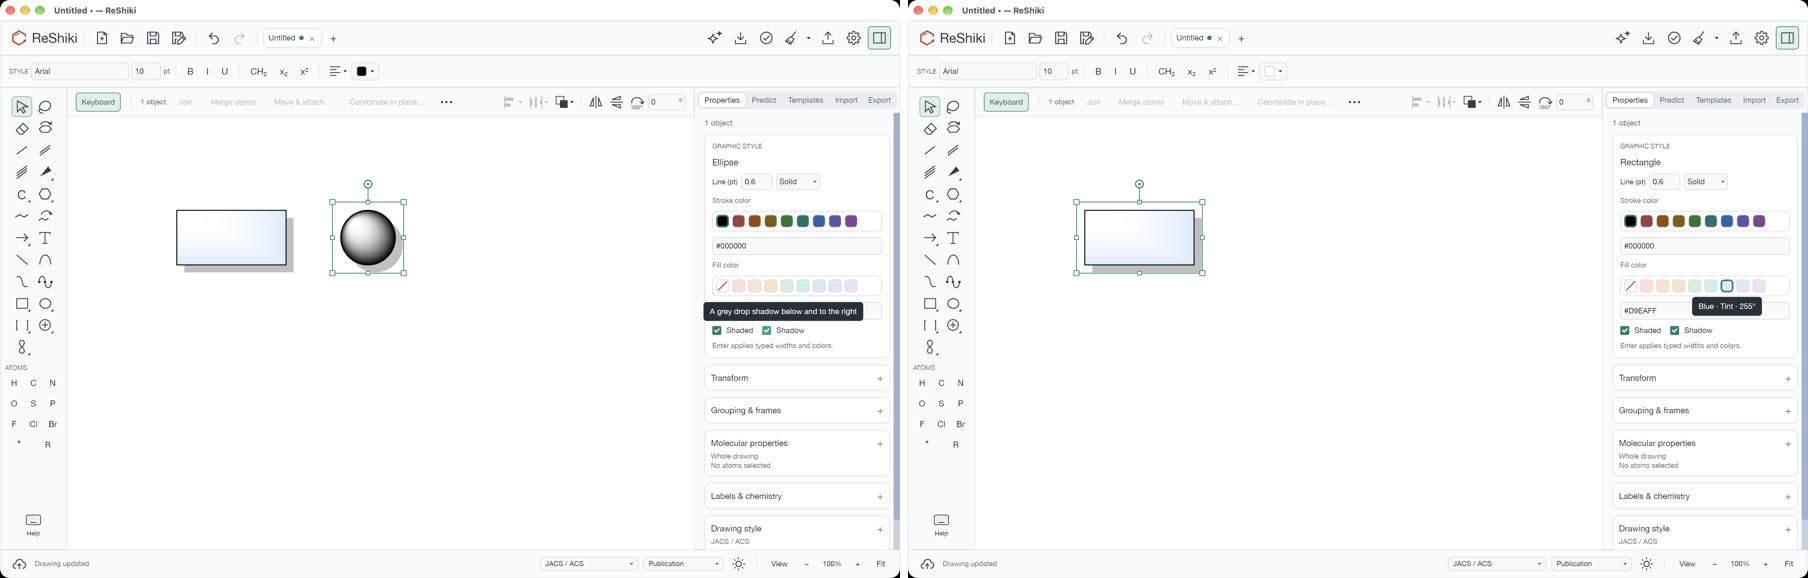 Untitled • — ReShiki
ReShiki
Untitled
STYLE Arial 10 pt B I U CH₂ x₂ x²
Keyboard 1 object Join Merge atoms Move & attach... Coordinate in place... 180° 0 °
Properties Predict Templates Import Export
1 object
GRAPHIC STYLE
Ellipse
Line (pt) 0.6 Solid
Stroke color
#000000
Fill color
A grey drop shadow below and to the right
Shaded Shadow
Enter applies typed widths and colors.
Transform
Grouping & frames
Molecular properties
Whole drawing
No atoms selected
Labels & chemistry
Drawing style
JACS / ACS
C
T
ATOMS
H C N
O S P
F Cl Br
* R
Help
Drawing updated JACS / ACS Publication View − 100% + Fit
Untitled • — ReShiki
ReShiki
Untitled
STYLE Arial 10 pt B I U CH₂ x₂ x²
Keyboard 1 object Join Merge atoms Move & attach... Coordinate in place... 180° 0 °
Properties Predict Templates Import Export
1 object
GRAPHIC STYLE
Rectangle
Line (pt) 0.6 Solid
Stroke color
#000000
Fill color
Blue · Tint · 255°
#D9EAFF
Shaded Shadow
Enter applies typed widths and colors.
Transform
Grouping & frames
Molecular properties
Whole drawing
No atoms selected
Labels & chemistry
Drawing style
JACS / ACS
C
T
ATOMS
H C N
O S P
F Cl Br
* R
Help
Drawing updated JACS / ACS Publication View − 100% + Fit